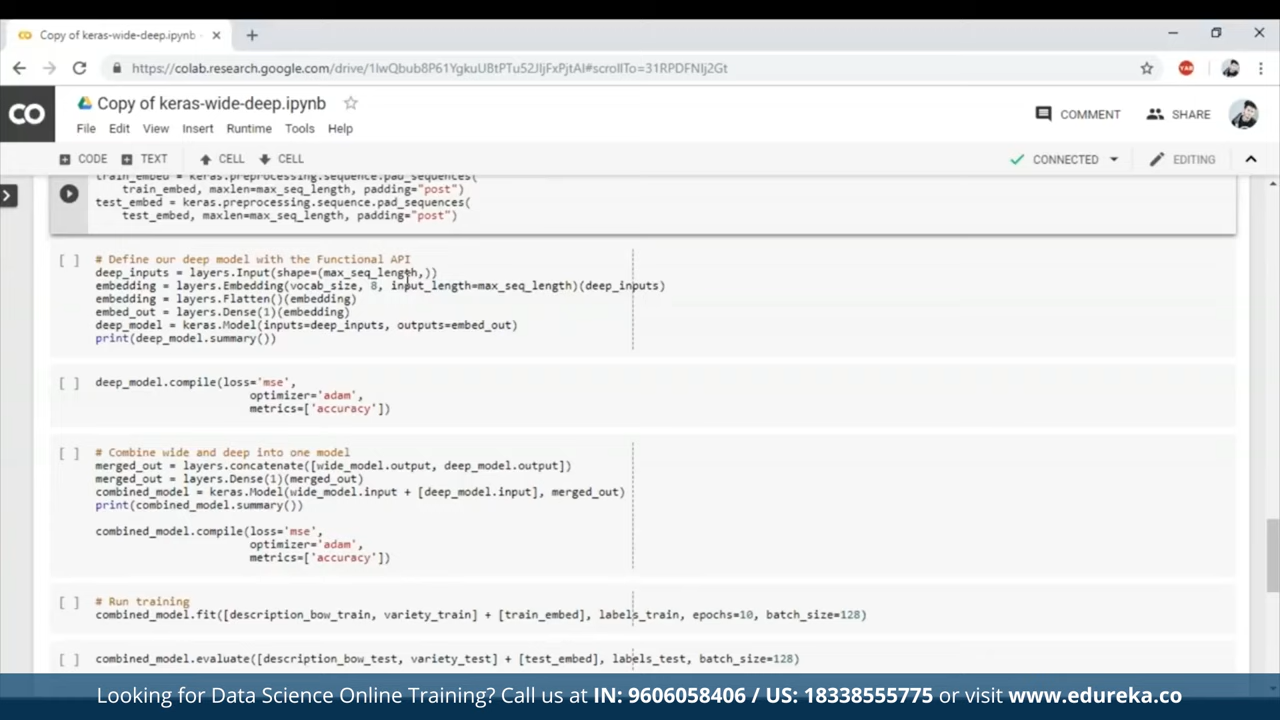 Copy of keras-wide-deep.ipynb
https://colab.research.google.com/drive/1lwQbub8P61YgkuUBtPTu52JIjFxPjtAl#scrollTo=31RPDFNIj2Gt
CO
Copy of keras-wide-deep.ipynb
COMMENT
SHARE
File Edit View Insert Runtime Tools Help
CODE TEXT CELL CELL
CONNECTED
EDITING
train_embed = keras.preprocessing.sequence.pad_sequences(
train_embed, maxlen=max_seq_length, padding="post")
test_embed = keras.preprocessing.sequence.pad_sequences(
test_embed, maxlen=max_seq_length, padding="post")
[ ] # Define our deep model with the Functional API
deep_inputs = layers.Input(shape=(max_seq_length,))
embedding = layers.Embedding(vocab_size, 8, input_length=max_seq_length)(deep_inputs)
embedding = layers.Flatten()(embedding)
embed_out = layers.Dense(1)(embedding)
deep_model = keras.Model(inputs=deep_inputs, outputs=embed_out)
print(deep_model.summary())
[ ] deep_model.compile(loss='mse',
optimizer='adam',
metrics=['accuracy'])
[ ] # Combine wide and deep into one model
merged_out = layers.concatenate([wide_model.output, deep_model.output])
merged_out = layers.Dense(1)(merged_out)
combined_model = keras.Model(wide_model.input + [deep_model.input], merged_out)
print(combined_model.summary())
combined_model.compile(loss='mse',
optimizer='adam',
metrics=['accuracy'])
[ ] # Run training
combined_model.fit([description_bow_train, variety_train] + [train_embed], labels_train, epochs=10, batch_size=128)
[ ] combined_model.evaluate([description_bow_test, variety_test] + [test_embed], labels_test, batch_size=128)
Looking for Data Science Online Training? Call us at IN: 9606058406 / US: 18338555775 or visit www.edureka.co